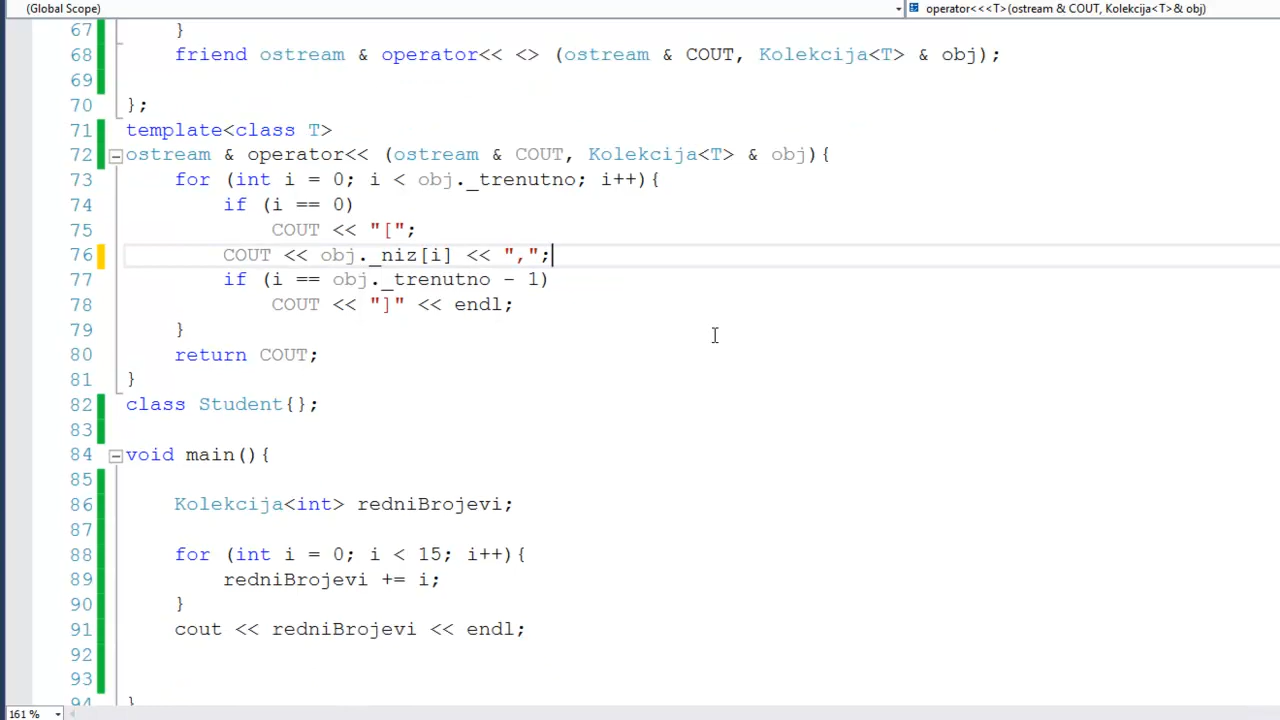 (Global Scope) operator<<<T>(ostream & COUT, Kolekcija<T>& obj)
67 }
68 friend ostream & operator<< <> (ostream & COUT, Kolekcija<T> & obj);
69
70 };
71 template<class T>
72 ostream & operator<< (ostream & COUT, Kolekcija<T> & obj){
73 for (int i = 0; i < obj._trenutno; i++){
74 if (i == 0)
75 COUT << "[";
76 COUT << obj._niz[i] << ",";
77 if (i == obj._trenutno - 1)
78 COUT << "]" << endl;
79 }
80 return COUT;
81 }
82 class Student{};
83
84 void main(){
85
86 Kolekcija<int> redniBrojevi;
87
88 for (int i = 0; i < 15; i++){
89 redniBrojevi += i;
90 }
91 cout << redniBrojevi << endl;
92
93
94 }
161 %